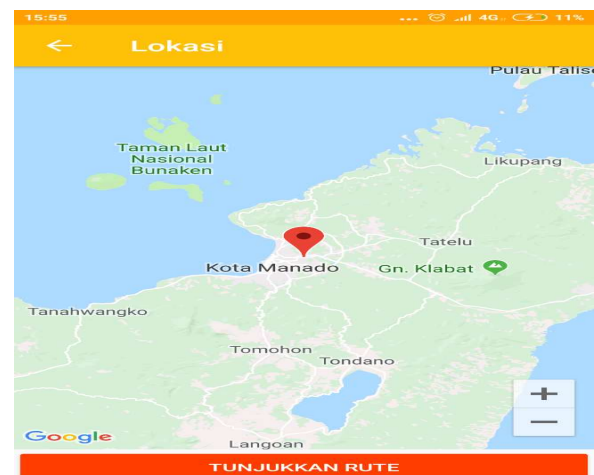 15:55
... 4G 11%
Lokasi
Pulau Talise
Taman Laut
Nasional
Bunaken
Likupang
Tatelu
Kota Manado
Gn. Klabat
Tanahwangko
Tomohon
Tondano
+
−
Google
Langoan
TUNJUKKAN RUTE